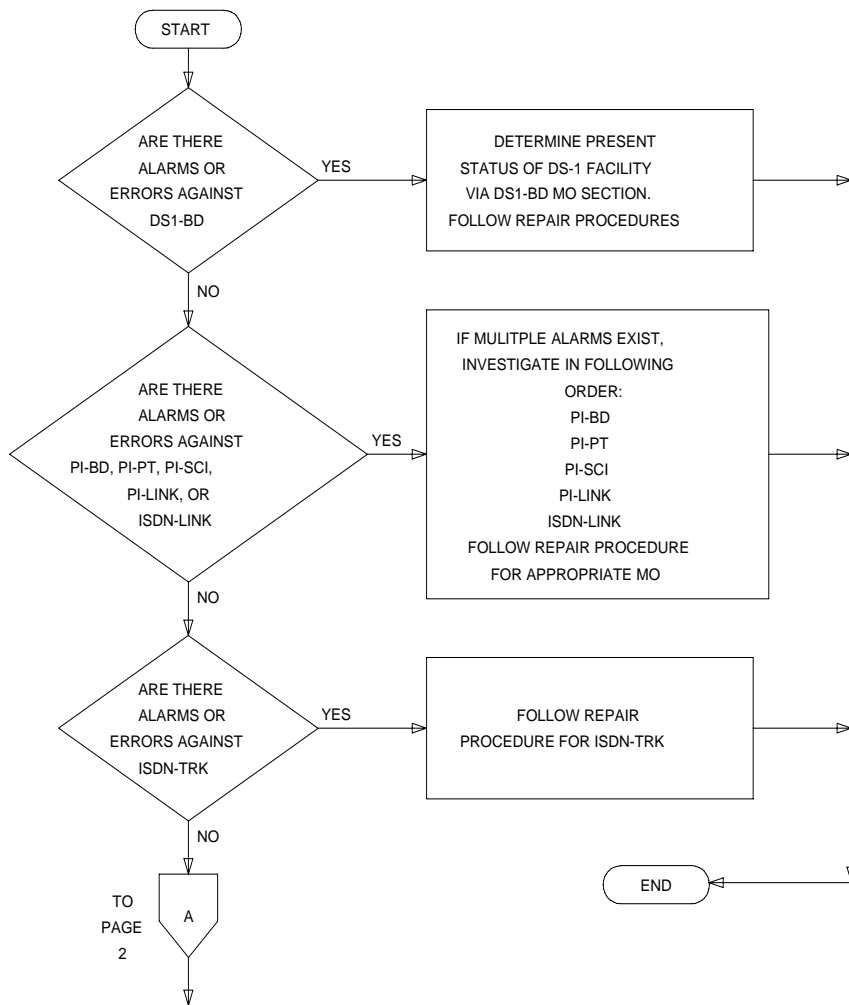 START
ARE THERE
ALARMS OR
ERRORS AGAINST
DS1-BD
YES
DETERMINE PRESENT
STATUS OF DS-1 FACILITY
VIA DS1-BD MO SECTION.
FOLLOW REPAIR PROCEDURES
NO
ARE THERE
ALARMS OR
ERRORS AGAINST
PI-BD, PI-PT, PI-SCI,
PI-LINK, OR
ISDN-LINK
YES
IF MULITPLE ALARMS EXIST,
INVESTIGATE IN FOLLOWING
ORDER:
PI-BD
PI-PT
PI-SCI
PI-LINK
ISDN-LINK
FOLLOW REPAIR PROCEDURE
FOR APPROPRIATE MO
NO
ARE THERE
ALARMS OR
ERRORS AGAINST
ISDN-TRK
YES
FOLLOW REPAIR
PROCEDURE FOR ISDN-TRK
NO
TO
PAGE
2
A
END